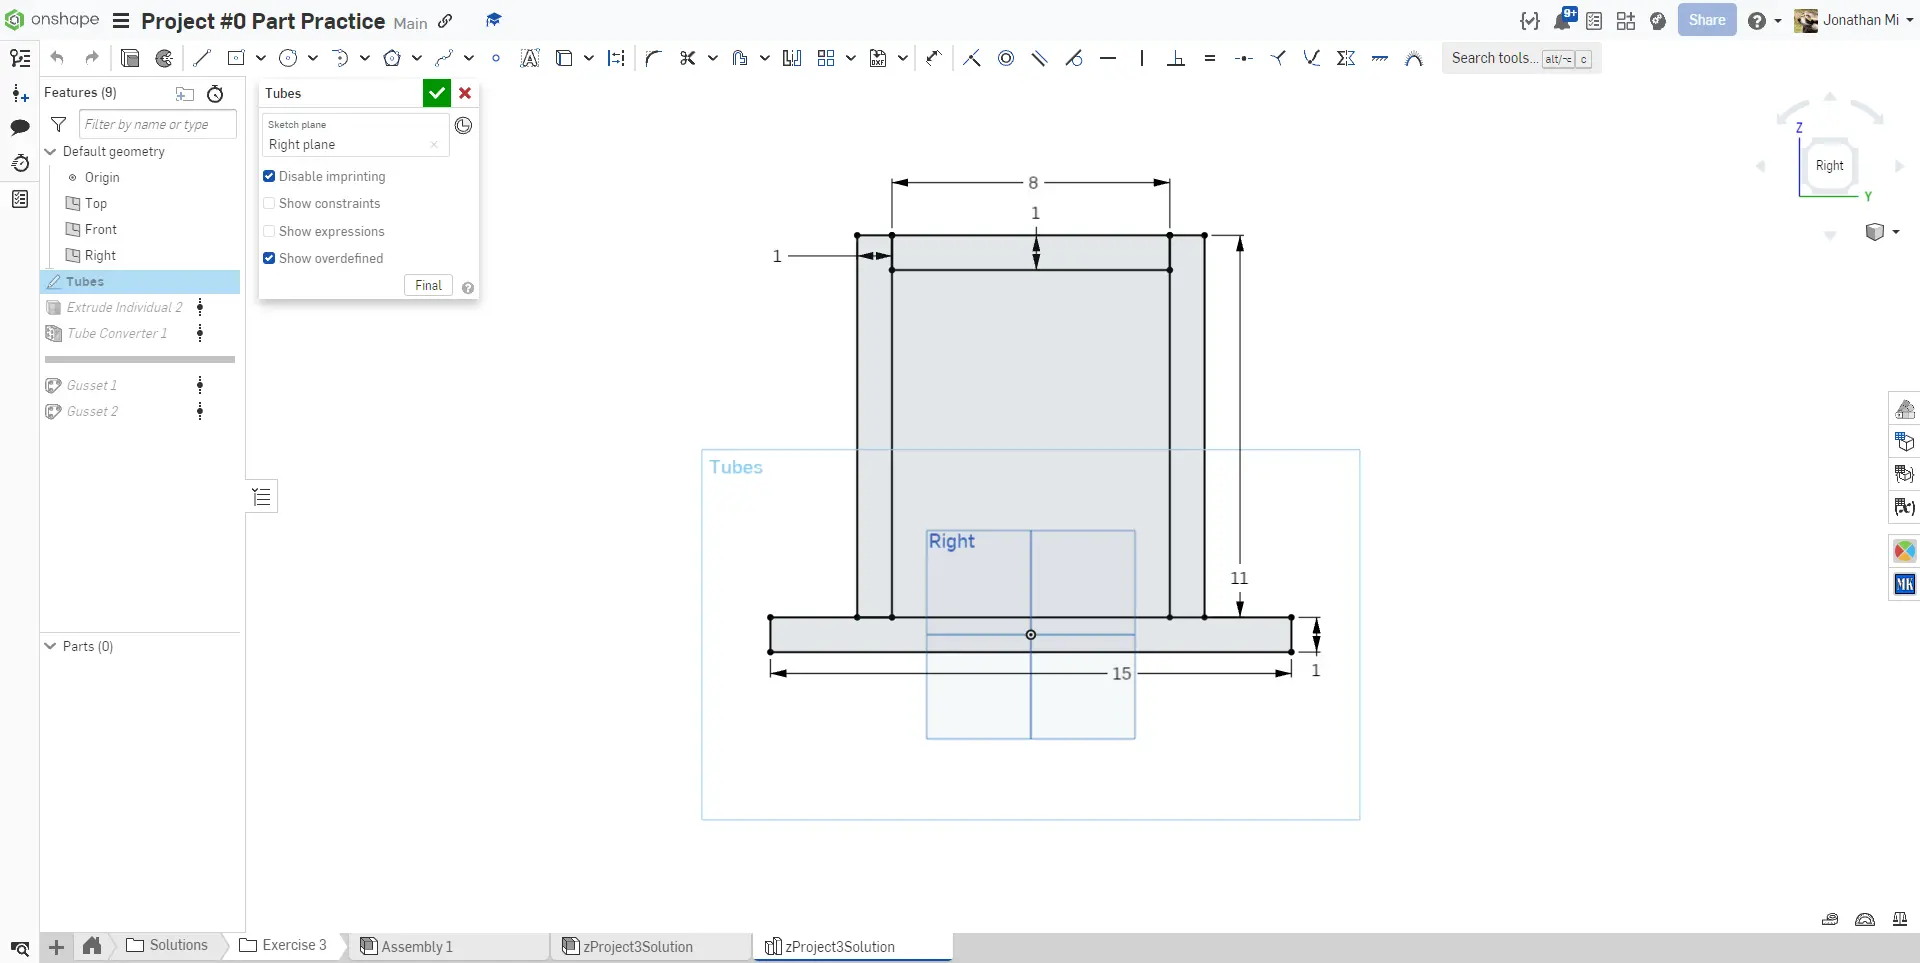 onshape
Project #0 Part Practice Main
9+
Share
Jonathan Mi
Search tools... alt/⌥ c
Features (9)
Filter by name or type
Default geometry
Origin
Top
Front
Right
Tubes
Extrude Individual 2
Tube Converter 1
Gusset 1
Gusset 2
Parts (0)
Tubes
Sketch plane
Right plane
Disable imprinting
Show constraints
Show expressions
Show overdefined
Final
8
1
1
11
Tubes
Right
15
1
Z
Right
Y
MK
Solutions
Exercise 3
Assembly 1
zProject3Solution
zProject3Solution